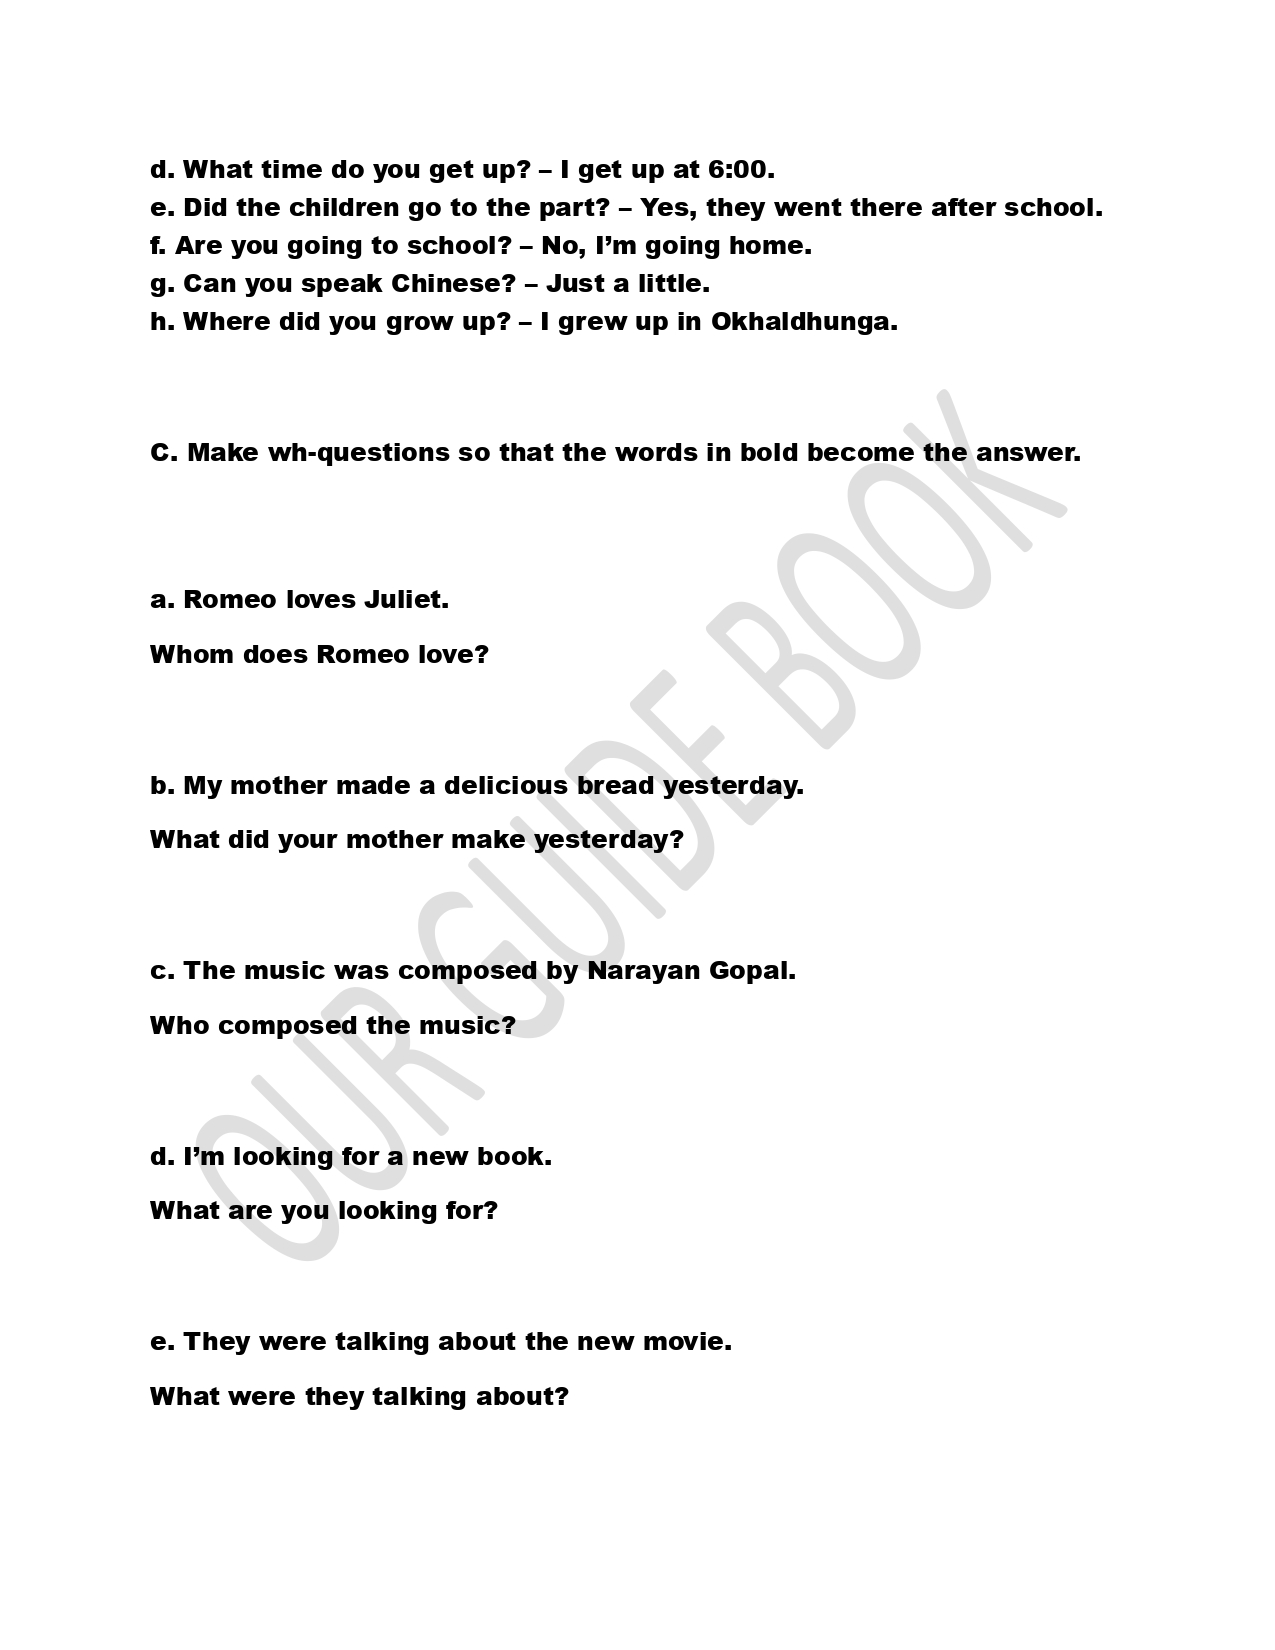 d. What time do you get up? – I get up at 6:00.
e. Did the children go to the part? – Yes, they went there after school.
f. Are you going to school? – No, I’m going home.
g. Can you speak Chinese? – Just a little.
h. Where did you grow up? – I grew up in Okhaldhunga.
C. Make wh-questions so that the words in bold become the answer.
a. Romeo loves Juliet.
Whom does Romeo love?
b. My mother made a delicious bread yesterday.
What did your mother make yesterday?
c. The music was composed by Narayan Gopal.
Who composed the music?
d. I’m looking for a new book.
What are you looking for?
e. They were talking about the new movie.
What were they talking about?
OUR GUIDE BOOK